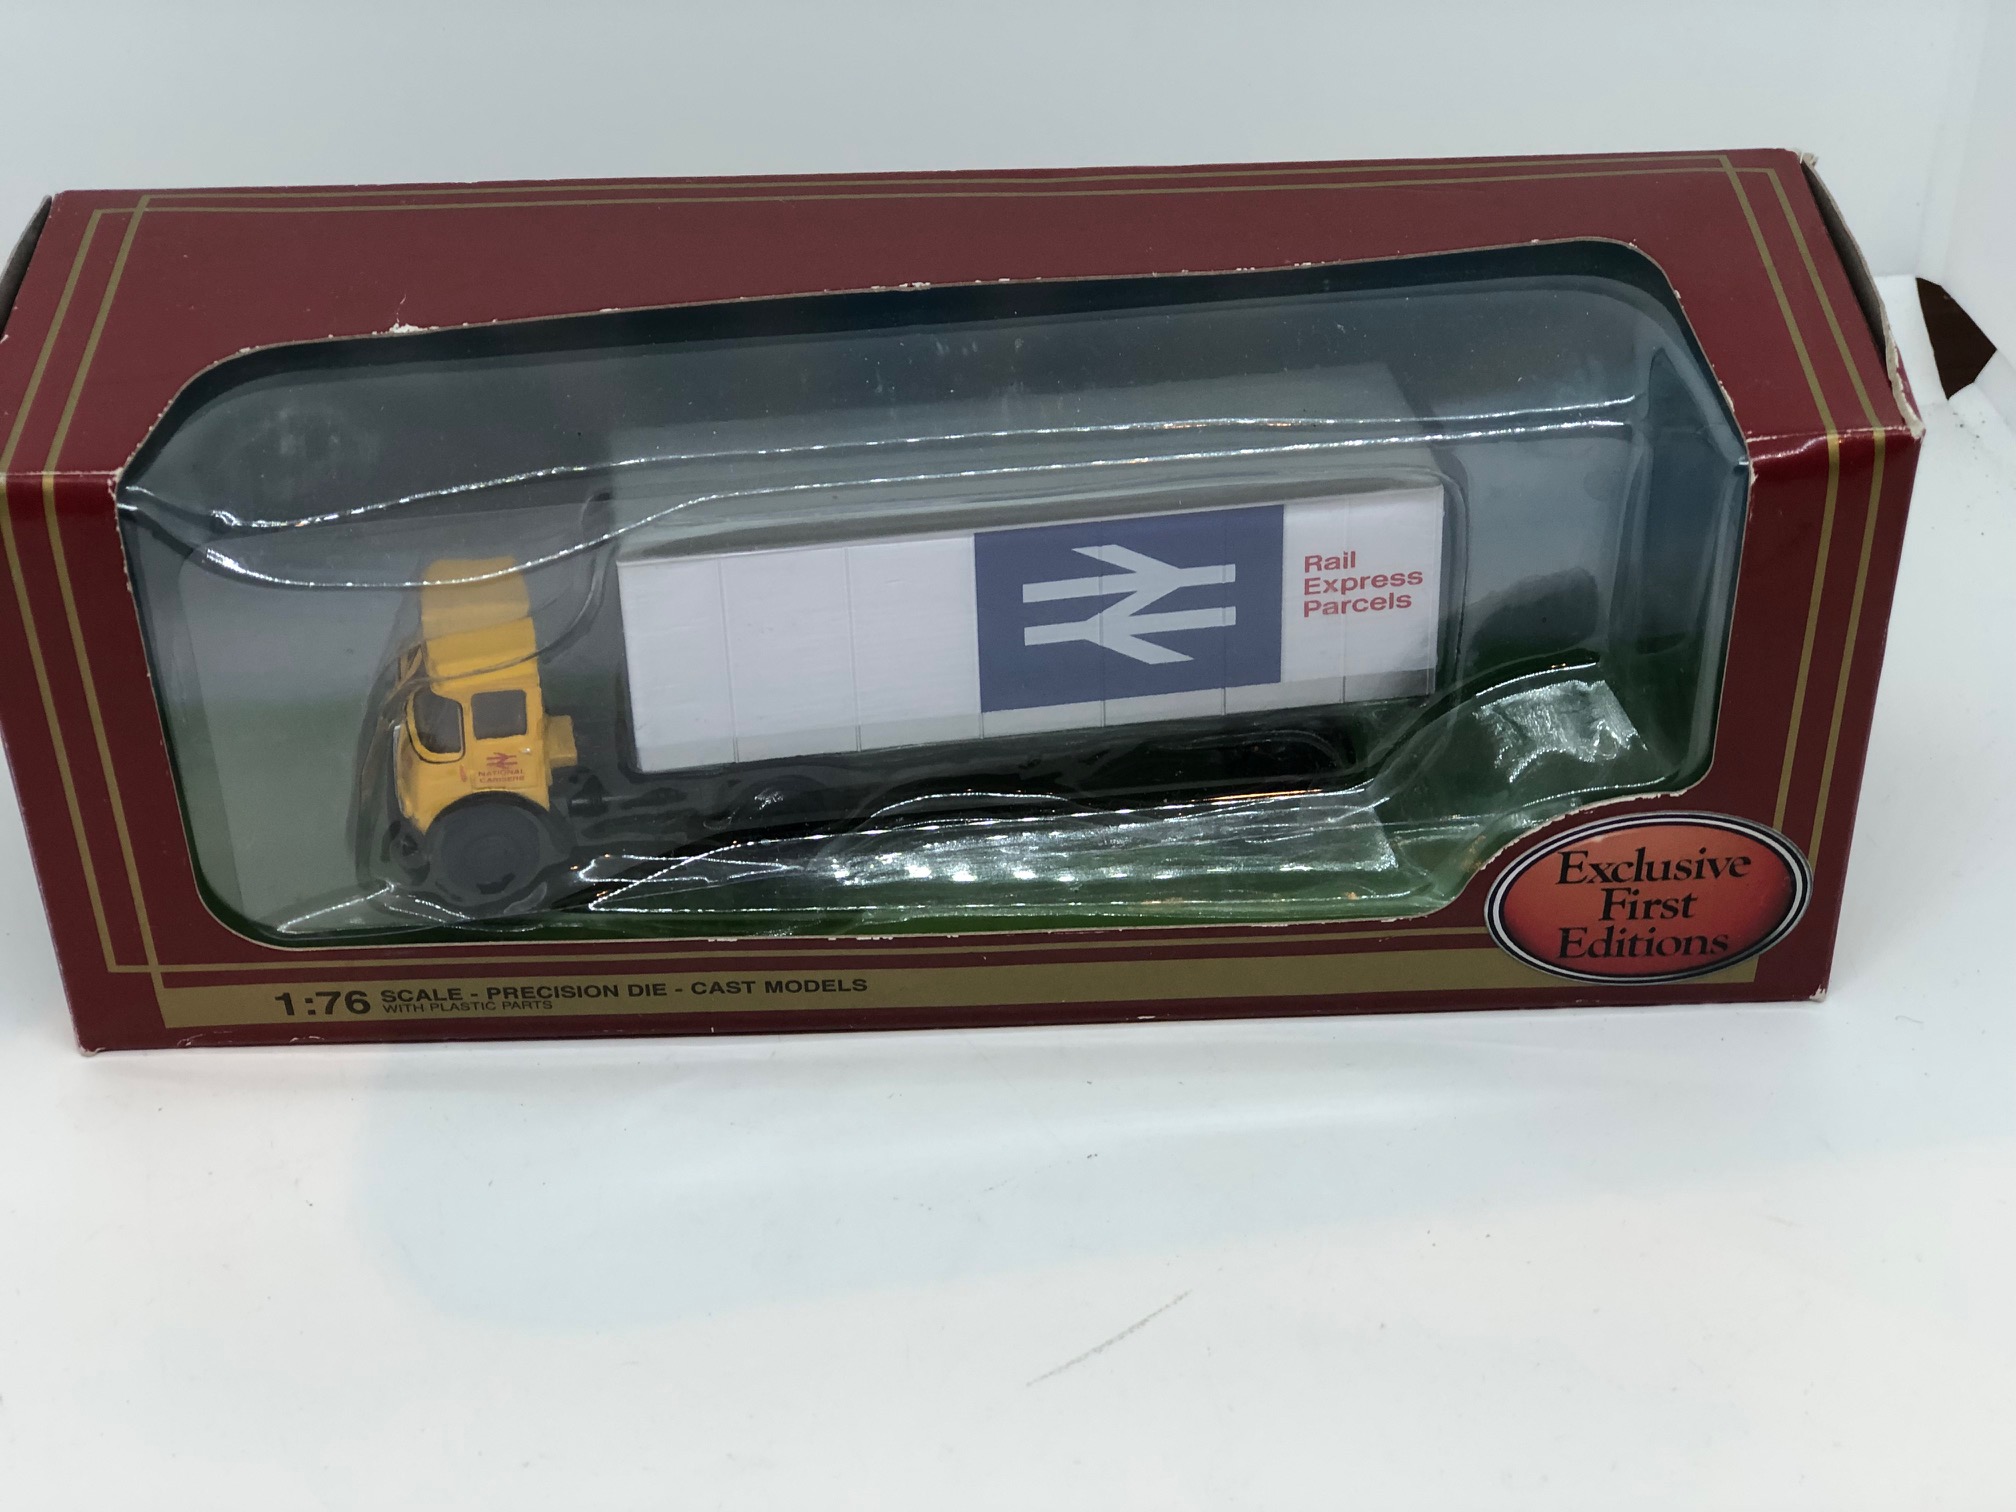 Rail
Express
Parcels
NATIONAL
CARRIERS
Exclusive
First
Editions
1:76 SCALE - PRECISION DIE - CAST MODELS
WITH PLASTIC PARTS